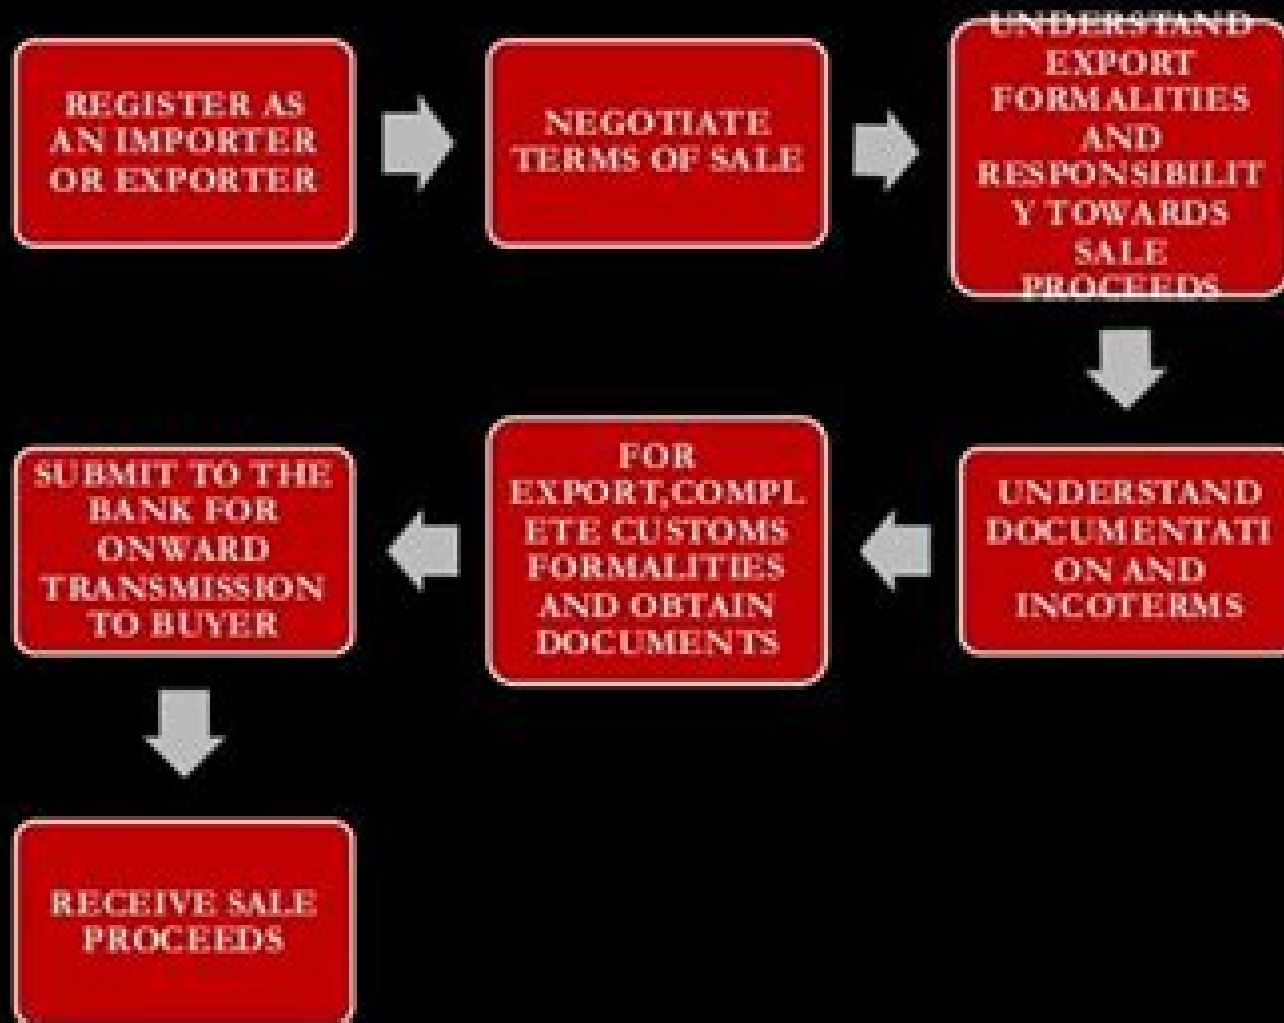 REGISTER AS
AN IMPORTER
OR EXPORTER
NEGOTIATE
TERMS OF SALE
UNDERSTAND
EXPORT
FORMALITIES
AND
RESPONSIBILIT
Y TOWARDS
SALE
PROCEEDS
UNDERSTAND
DOCUMENTATI
ON AND
INCOTERMS
FOR
EXPORT,COMPL
ETE CUSTOMS
FORMALITIES
AND OBTAIN
DOCUMENTS
SUBMIT TO THE
BANK FOR
ONWARD
TRANSMISSION
TO BUYER
RECEIVE SALE
PROCEEDS